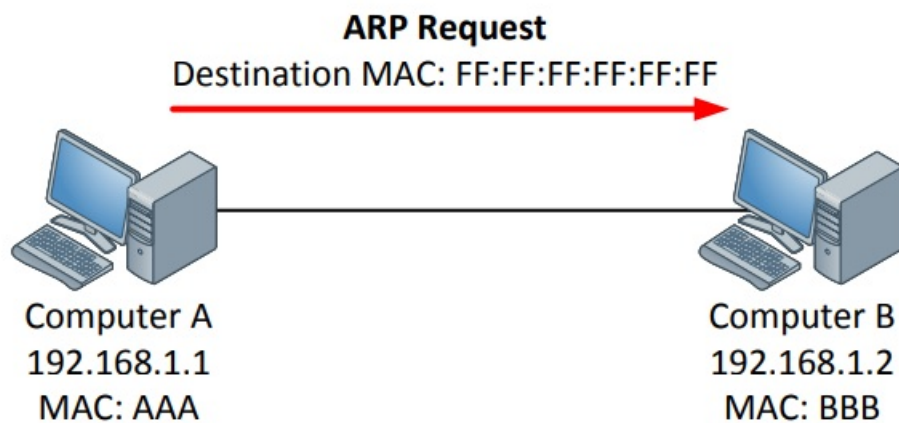 ARP Request
Destination MAC: FF:FF:FF:FF:FF:FF
Computer A
192.168.1.1
MAC: AAA
Computer B
192.168.1.2
MAC: BBB